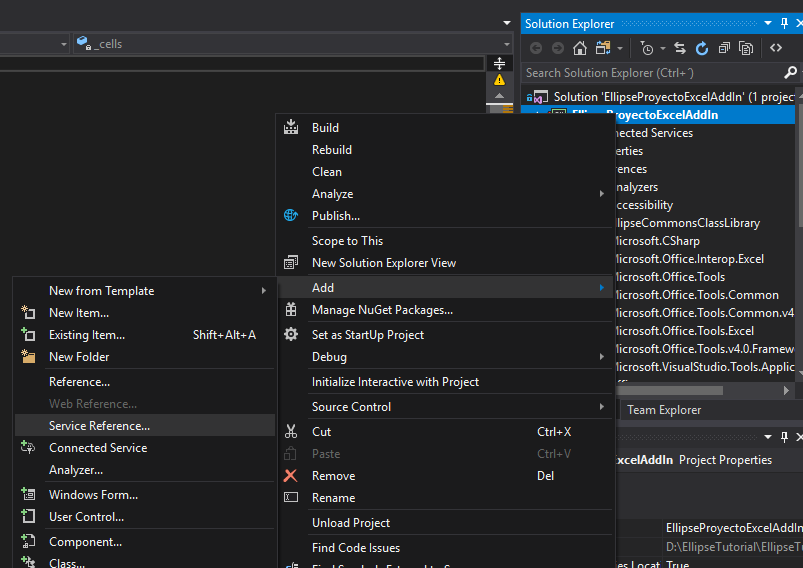 _cells
Solution Explorer
Search Solution Explorer (Ctrl+´)
Solution 'EllipseProyectoExcelAddIn' (1 project
EllipseProyectoExcelAddIn
nected Services
erties
ences
nalyzers
ccessibility
lipseCommonsClassLibrary
Microsoft.CSharp
Microsoft.Office.Interop.Excel
Microsoft.Office.Tools
Microsoft.Office.Tools.Common
Microsoft.Office.Tools.Common.v4
Microsoft.Office.Tools.Excel
Microsoft.Office.Tools.v4.0.Framew
Microsoft.VisualStudio.Tools.Applic
Team Explorer
xcelAddIn Project Properties
EllipseProyectoExcelAddIn
D:\EllipseTutorial\EllipseTu
es Locat True
Build
Rebuild
Clean
Analyze
Publish...
Scope to This
New Solution Explorer View
Add
Manage NuGet Packages...
Set as StartUp Project
Debug
Initialize Interactive with Project
Source Control
Cut Ctrl+X
Paste Ctrl+V
Remove Del
Rename
Unload Project
Find Code Issues
New from Template
New Item...
Existing Item... Shift+Alt+A
New Folder
Reference...
Web Reference...
Service Reference...
Connected Service
Analyzer...
Windows Form...
User Control...
Component...
Class...